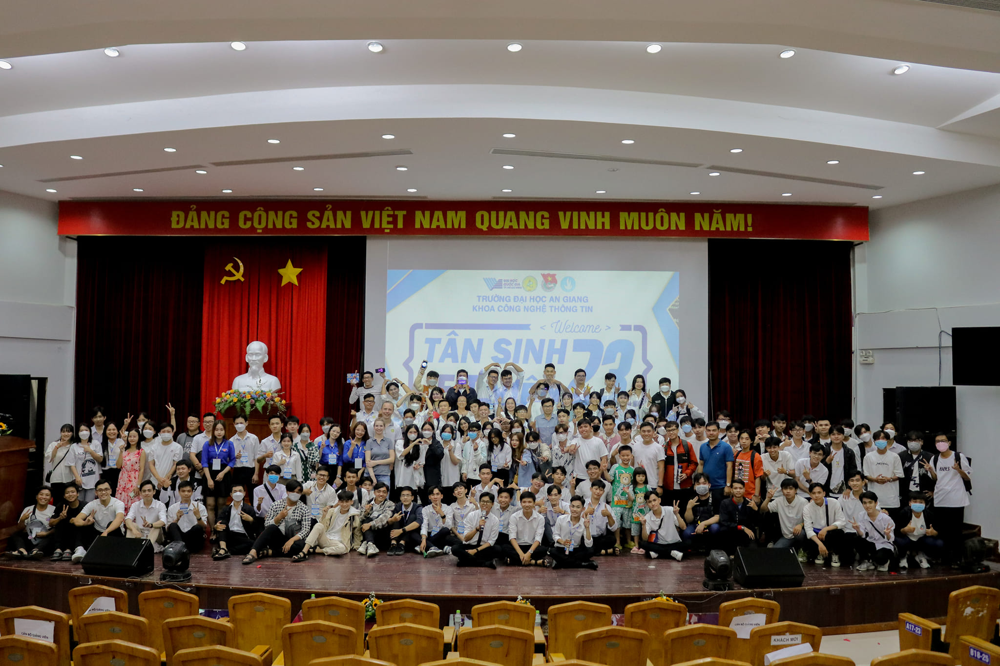 ĐẢNG CỘNG SẢN VIỆT NAM QUANG VINH MUÔN NĂM!
ĐẠI HỌC
QUỐC GIA
TP. HỒ CHÍ MINH
TRƯỜNG ĐẠI HỌC AN GIANG
KHOA CÔNG NGHỆ THÔNG TIN
< Welcome >
TÂN SINH 23
CÁN BỘ GIẢNG VIÊN
CÁN BỘ GIẢNG VIÊN
CÁN BỘ GIẢNG VIÊN
KHÁCH MỜI
A17-23
B18-25